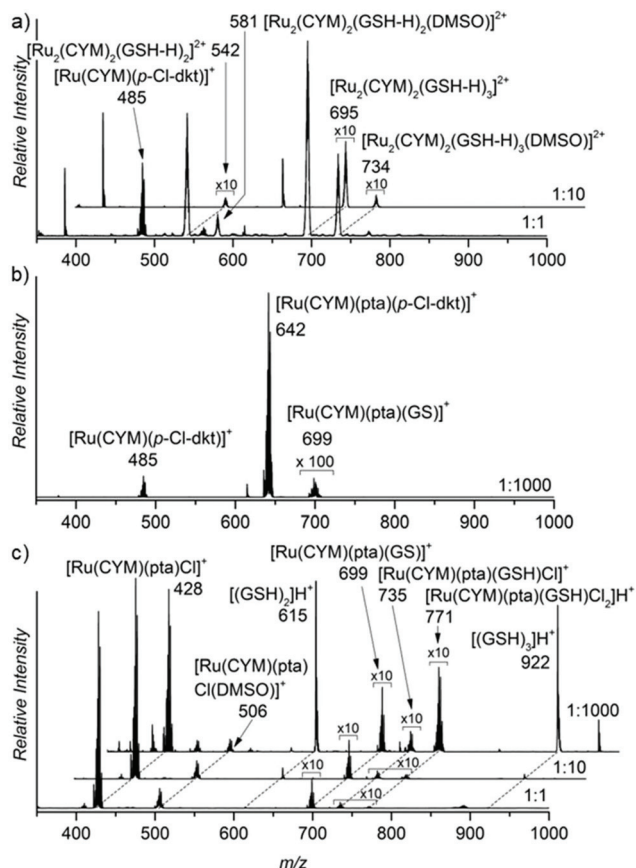 a)
581 [Ru₂(CYM)₂(GSH-H)₂(DMSO)]²⁺
[Ru₂(CYM)₂(GSH-H)₂]²⁺ 542
[Ru(CYM)(p-Cl-dkt)]⁺
485
[Ru₂(CYM)₂(GSH-H)₃]²⁺
695
x10
[Ru₂(CYM)₂(GSH-H)₃(DMSO)]²⁺
734
x10
x10
1:10
1:1
Relative Intensity
400 500 600 700 800 900 1000
b)
[Ru(CYM)(pta)(p-Cl-dkt)]⁺
642
[Ru(CYM)(pta)(GS)]⁺
699
[Ru(CYM)(p-Cl-dkt)]⁺
485
x 100
1:1000
Relative Intensity
400 500 600 700 800 900 1000
c)
[Ru(CYM)(pta)(GS)]⁺
[Ru(CYM)(pta)Cl]⁺
428
699 [Ru(CYM)(pta)(GSH)Cl]⁺
[(GSH)₂]H⁺
615
735 [Ru(CYM)(pta)(GSH)Cl₂]H⁺
771
x10
[(GSH)₃]H⁺
922
[Ru(CYM)(pta)
Cl(DMSO)]⁺
506
x10
x10
1:1000
x10
x10
1:10
x10
x10
1:1
Relative Intensity
400 500 600 700 800 900 1000
m/z